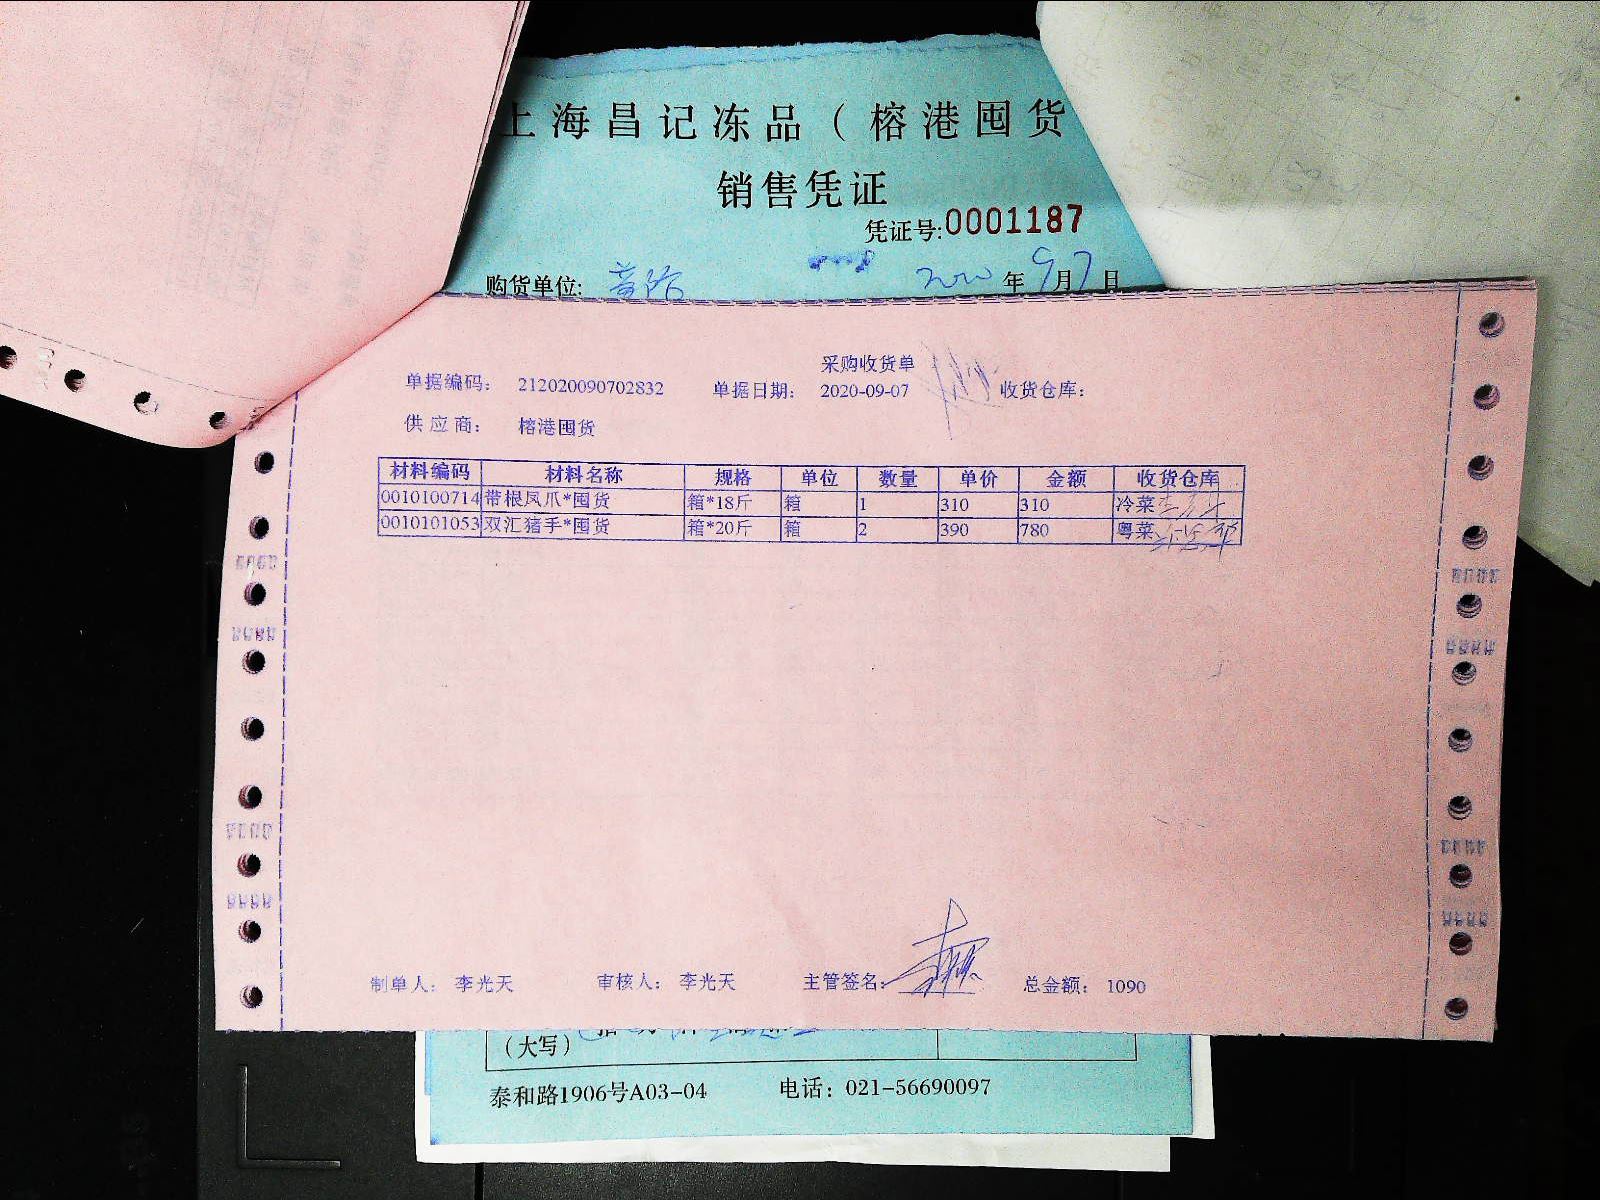 上海昌记冻品（榕港囤货
销售凭证
凭证号:0001187
购货单位: 2020年9月7日
采购收货单
单据编码： 212020090702832 单据日期： 2020-09-07 收货仓库：
供应商： 榕港囤货
材料编码 材料名称 规格 单位 数量 单价 金额 收货仓库
0010100714 带根凤爪*囤货 箱*18斤 箱 1 310 310 冷菜
0010101053 双汇猪手*囤货 箱*20斤 箱 2 390 780 粤菜
制单人： 李光天 审核人： 李光天 主管签名： 总金额： 1090
（大写）
泰和路1906号A03-04 电话：021-56690097